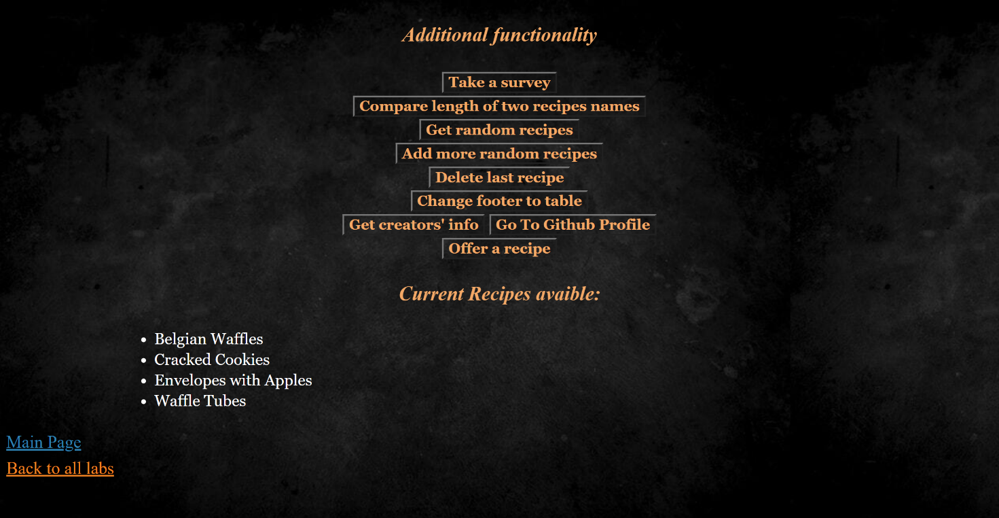 Additional functionality
Take a survey
Compare length of two recipes names
Get random recipes
Add more random recipes
Delete last recipe
Change footer to table
Get creators' info Go To Github Profile
Offer a recipe
Current Recipes avaible:
• Belgian Waffles
• Cracked Cookies
• Envelopes with Apples
• Waffle Tubes
Main Page
Back to all labs